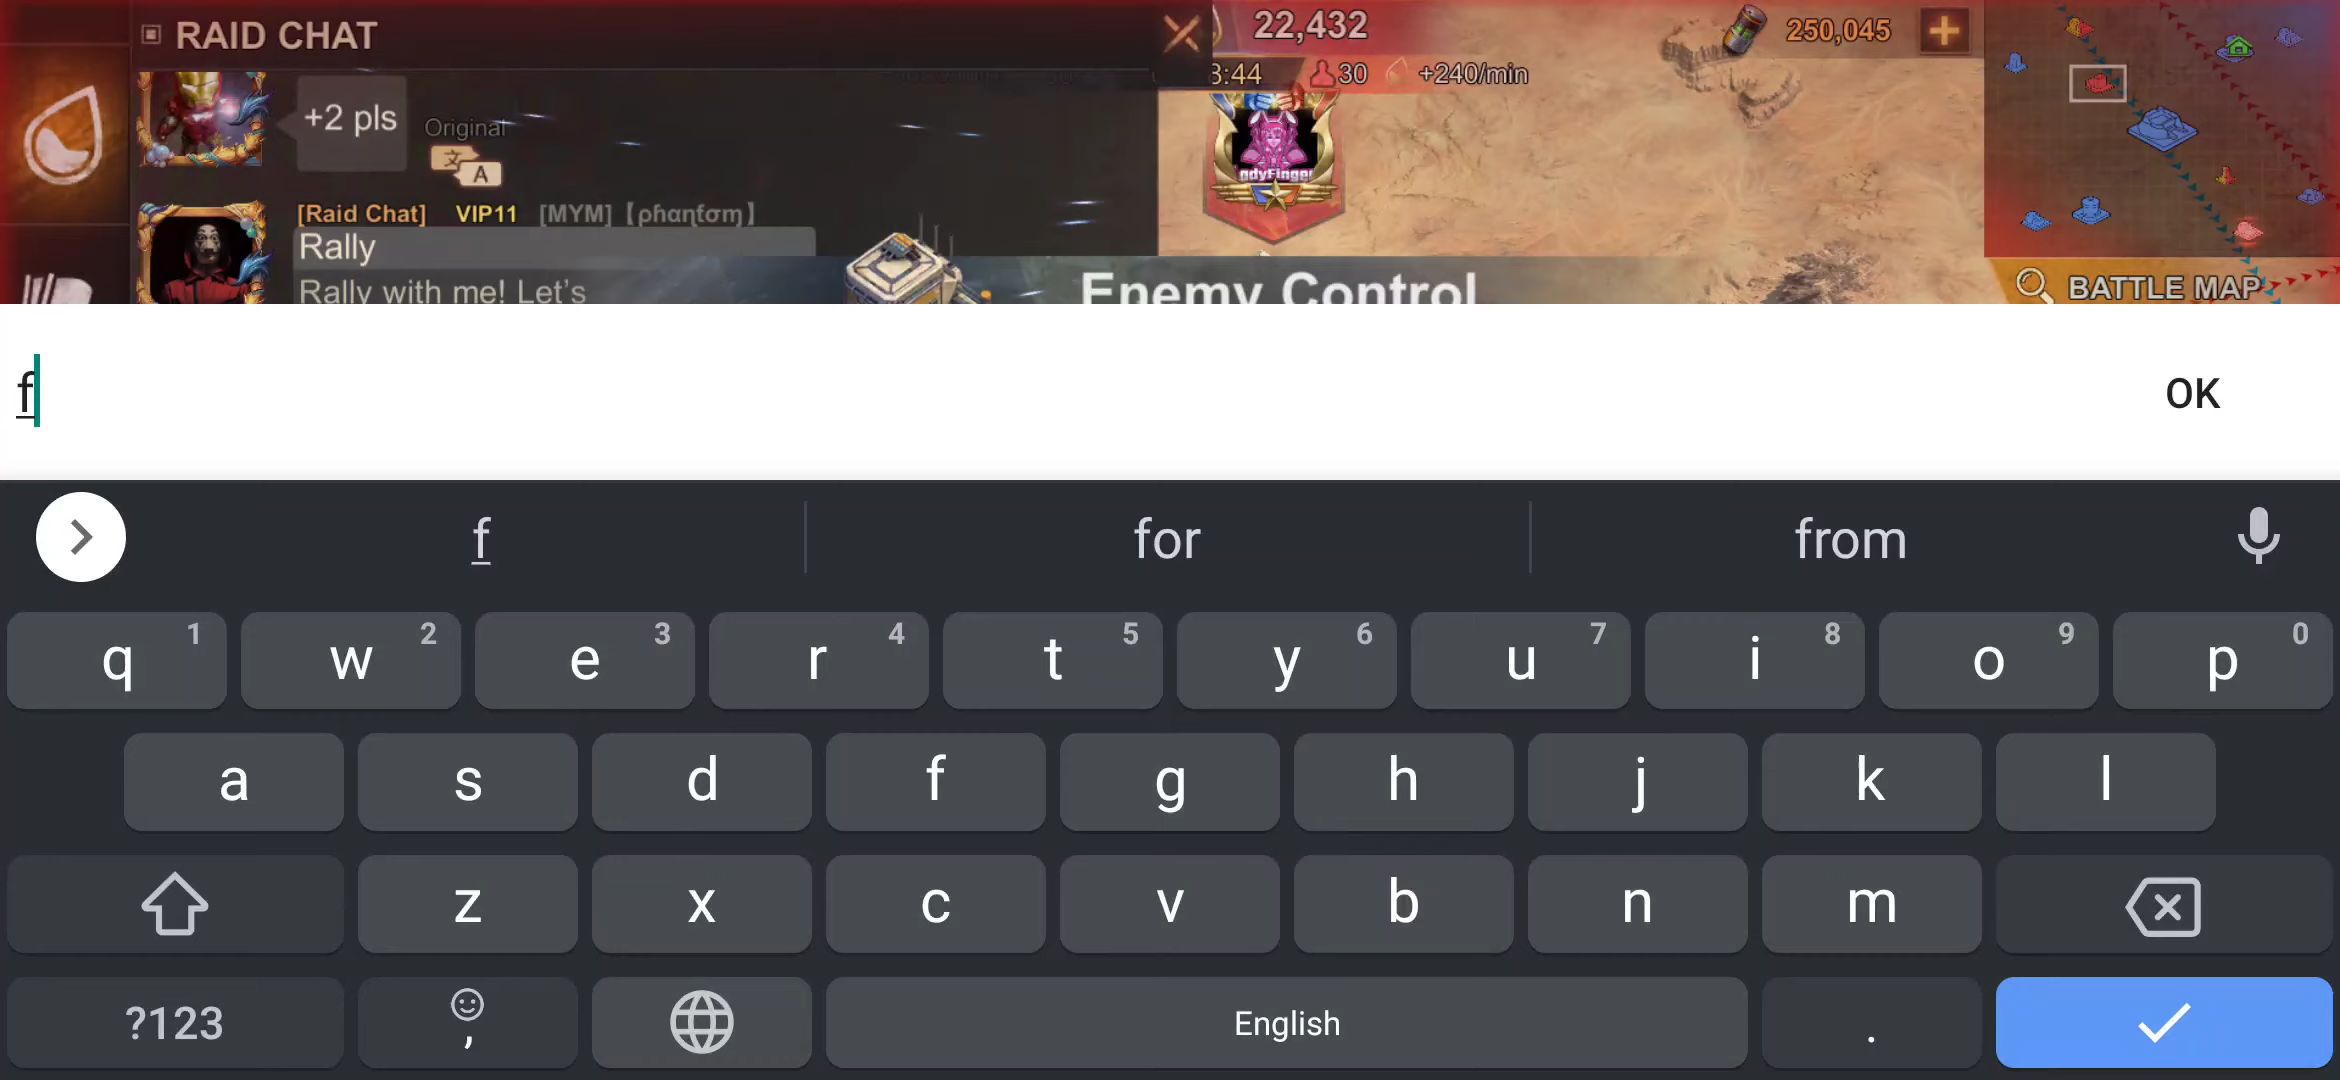 RAID CHAT
22,432
250,045
3:44
30
+240/min
+2 pls
Original
文
A
[Raid Chat] VIP11 [MYM]【ρհαηţσm】
Rally
Rally with me! Let's
Enemy Control
BATTLE MAP
f
OK
f
for
from
q 1
w 2
e 3
r 4
t 5
y 6
u 7
i 8
o 9
p 0
a
s
d
f
g
h
j
k
l
z
x
c
v
b
n
m
?123
,
English
.